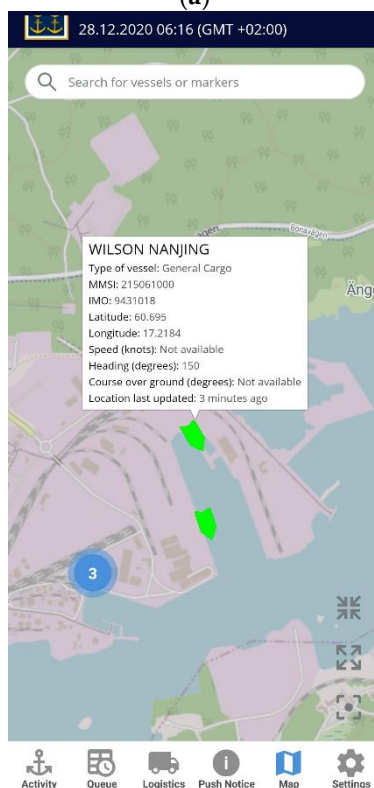 (a)
28.12.2020 06:16 (GMT +02:00)
Search for vessels or markers
Bönavägen
WILSON NANJING
Type of vessel: General Cargo
MMSI: 215061000
IMO: 9431018
Latitude: 60.695
Longitude: 17.2184
Speed (knots): Not available
Heading (degrees): 150
Course over ground (degrees): Not available
Location last updated: 3 minutes ago
Änge
3
Activity Queue Logistics Push Notice Map Settings